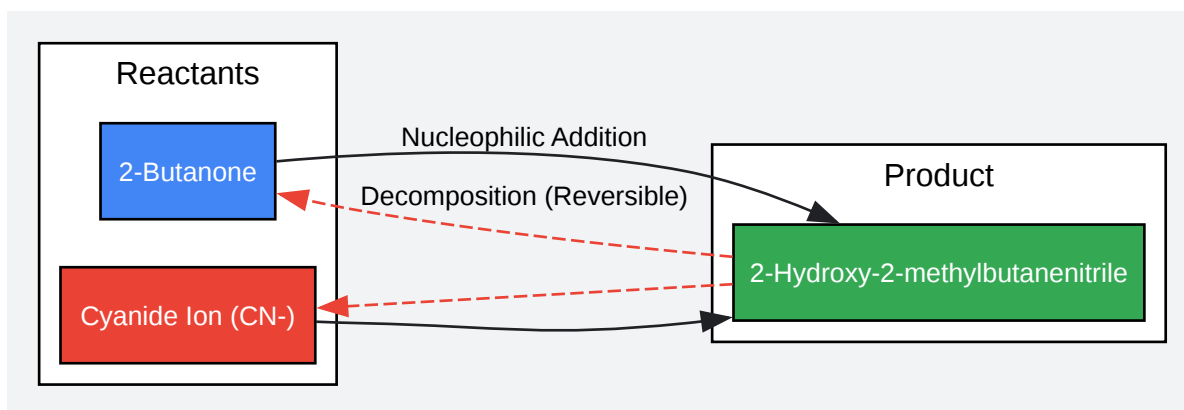 Reactants
2-Butanone
Cyanide Ion (CN-)
Nucleophilic Addition
Decomposition (Reversible)
Product
2-Hydroxy-2-methylbutanenitrile